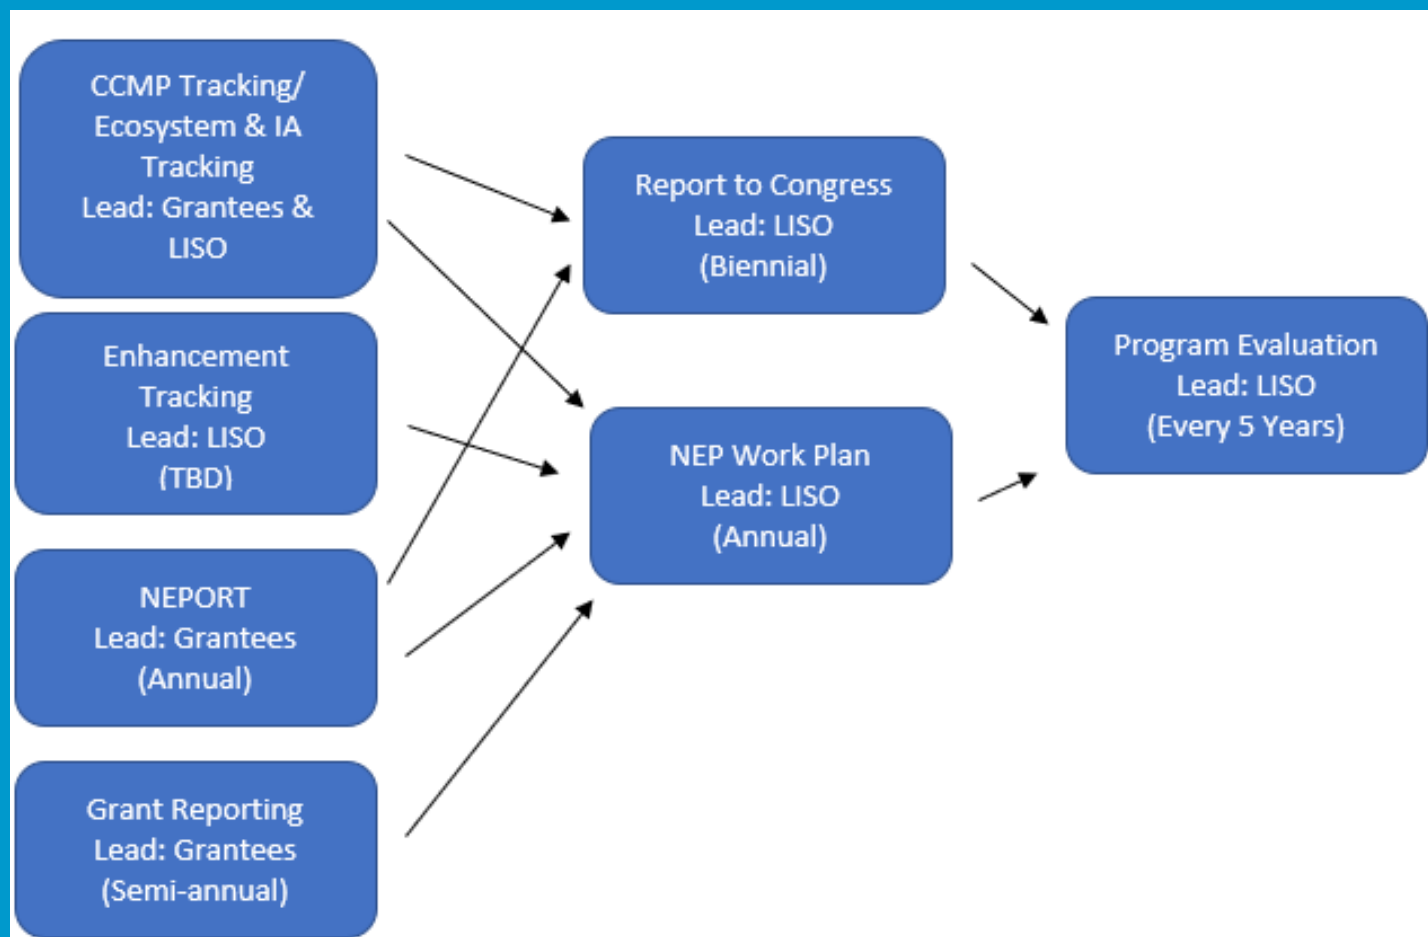 CCMP Tracking/
Ecosystem & IA
Tracking
Lead: Grantees &
LISO
Enhancement
Tracking
Lead: LISO
(TBD)
NEPORT
Lead: Grantees
(Annual)
Grant Reporting
Lead: Grantees
(Semi-annual)
Report to Congress
Lead: LISO
(Biennial)
NEP Work Plan
Lead: LISO
(Annual)
Program Evaluation
Lead: LISO
(Every 5 Years)